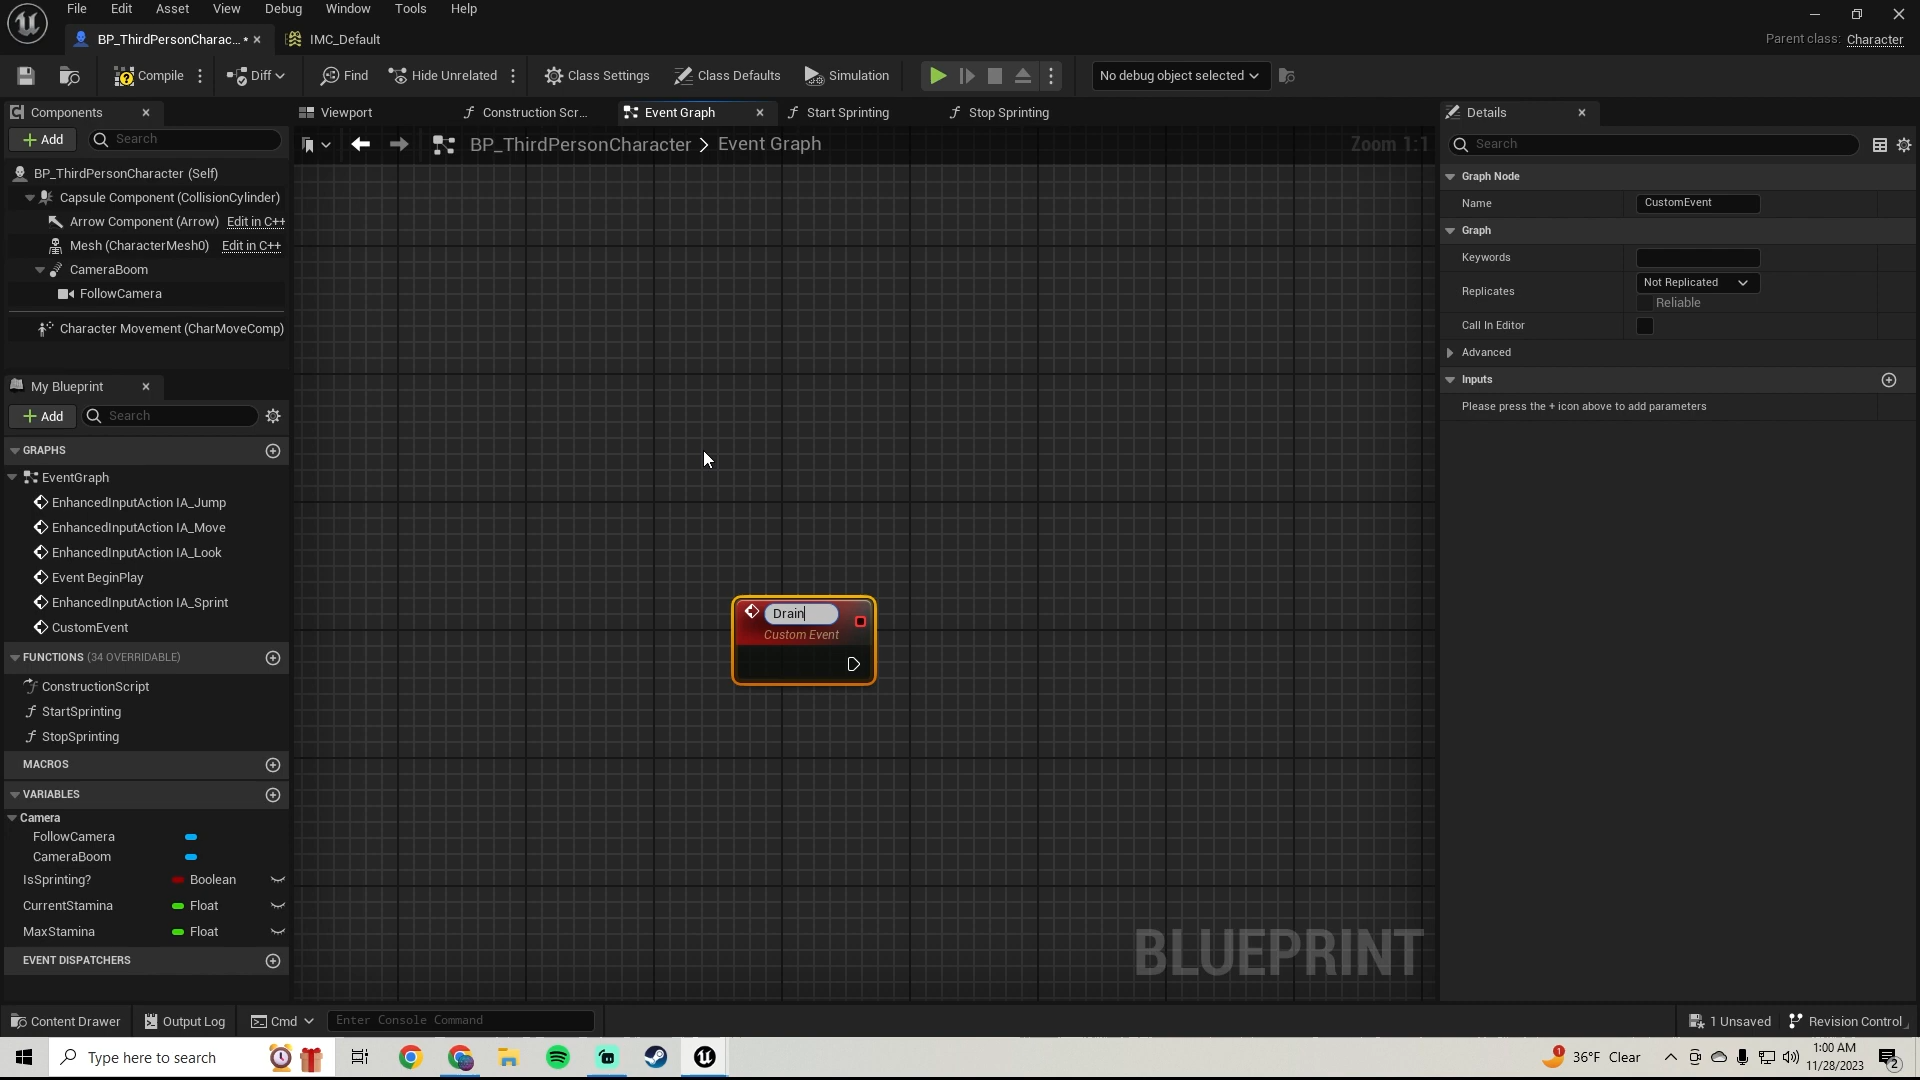 File Edit Asset View Debug Window Tools Help
BP_ThirdPersonCharac... • IMC_Default
Parent class: Character
Compile Diff Find Hide Unrelated Class Settings Class Defaults Simulation No debug object selected
Components Viewport Construction Scr... Event Graph Start Sprinting Stop Sprinting Details
Add Search
BP_ThirdPersonCharacter > Event Graph Zoom 1:1
Search
BP_ThirdPersonCharacter (Self)
Capsule Component (CollisionCylinder)
Arrow Component (Arrow) Edit in C++
Mesh (CharacterMesh0) Edit in C++
CameraBoom
FollowCamera
Character Movement (CharMoveComp)
My Blueprint
Add Search
GRAPHS
EventGraph
EnhancedInputAction IA_Jump
EnhancedInputAction IA_Move
EnhancedInputAction IA_Look
Event BeginPlay
EnhancedInputAction IA_Sprint
CustomEvent
FUNCTIONS (34 OVERRIDABLE)
ConstructionScript
StartSprinting
StopSprinting
MACROS
VARIABLES
Camera
FollowCamera
CameraBoom
IsSprinting? Boolean
CurrentStamina Float
MaxStamina Float
EVENT DISPATCHERS
Drain
Custom Event
BLUEPRINT
Graph Node
Name CustomEvent
Graph
Keywords
Replicates Not Replicated
Reliable
Call In Editor
Advanced
Inputs
Please press the + icon above to add parameters
Content Drawer Output Log Cmd Enter Console Command 1 Unsaved Revision Control
Type here to search 1 36°F Clear 1:00 AM
11/28/2023 2